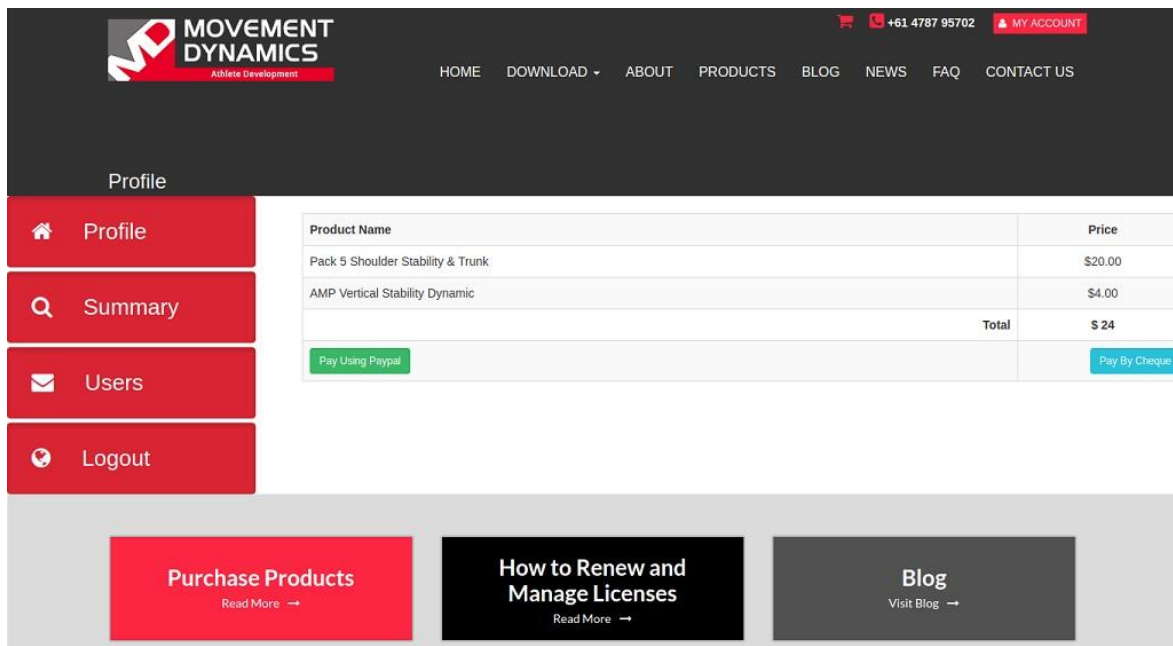 MOVEMENT
DYNAMICS
Athlete Development
+61 4787 95702
MY ACCOUNT
HOME DOWNLOAD ABOUT PRODUCTS BLOG NEWS FAQ CONTACT US
Profile
Profile
Summary
Users
Logout
Product Name Price
Pack 5 Shoulder Stability & Trunk $20.00
AMP Vertical Stability Dynamic $4.00
Total $ 24
Pay Using Paypal Pay By Cheque
Purchase Products
Read More →
How to Renew and
Manage Licenses
Read More →
Blog
Visit Blog →